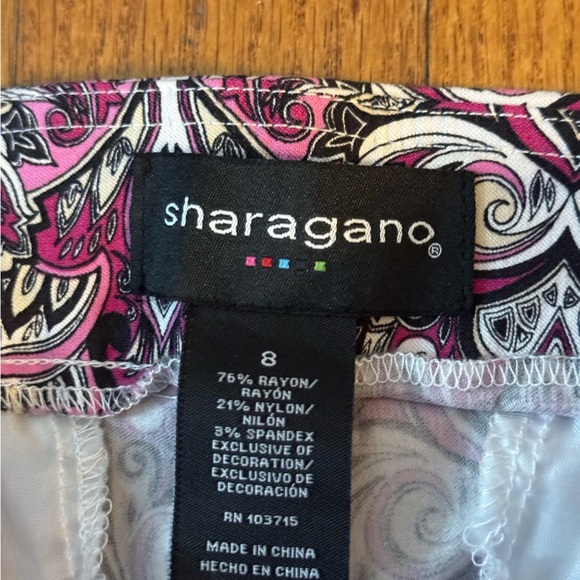 sharagano®
8
76% RAYON/
RAYÓN
21% NYLON/
NILÓN
3% SPANDEX
EXCLUSIVE OF
DECORATION/
EXCLUSIVO DE
DECORACIÓN
RN 103715
MADE IN CHINA
HECHO EN CHINA